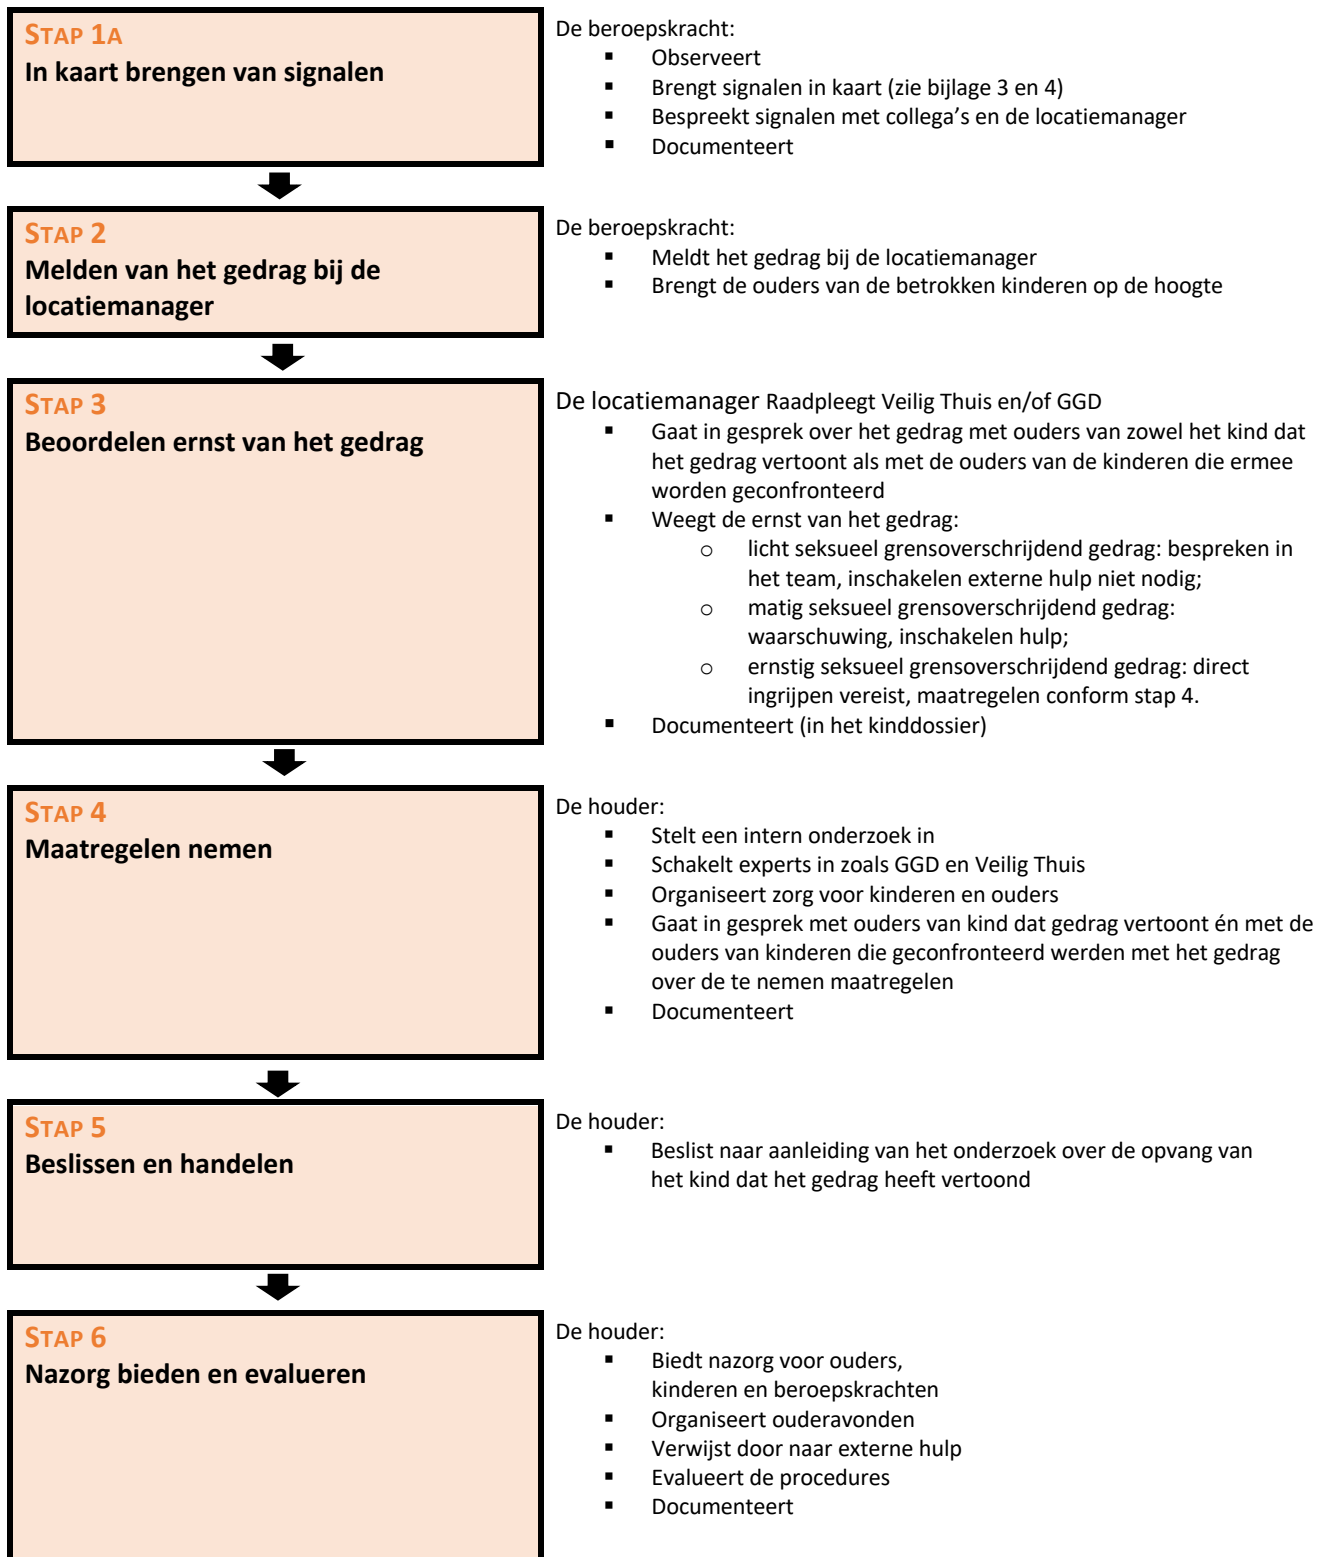 STAP 1A
In kaart brengen van signalen
De beroepskracht:
▪ Observeert
▪ Brengt signalen in kaart (zie bijlage 3 en 4)
▪ Bespreekt signalen met collega’s en de locatiemanager
▪ Documenteert
STAP 2
Melden van het gedrag bij de
locatiemanager
De beroepskracht:
▪ Meldt het gedrag bij de locatiemanager
▪ Brengt de ouders van de betrokken kinderen op de hoogte
STAP 3
Beoordelen ernst van het gedrag
De locatiemanager Raadpleegt Veilig Thuis en/of GGD
▪ Gaat in gesprek over het gedrag met ouders van zowel het kind dat
het gedrag vertoont als met de ouders van de kinderen die ermee
worden geconfronteerd
▪ Weegt de ernst van het gedrag:
o licht seksueel grensoverschrijdend gedrag: bespreken in
het team, inschakelen externe hulp niet nodig;
o matig seksueel grensoverschrijdend gedrag:
waarschuwing, inschakelen hulp;
o ernstig seksueel grensoverschrijdend gedrag: direct
ingrijpen vereist, maatregelen conform stap 4.
▪ Documenteert (in het kinddossier)
STAP 4
Maatregelen nemen
De houder:
▪ Stelt een intern onderzoek in
▪ Schakelt experts in zoals GGD en Veilig Thuis
▪ Organiseert zorg voor kinderen en ouders
▪ Gaat in gesprek met ouders van kind dat gedrag vertoont én met de
ouders van kinderen die geconfronteerd werden met het gedrag
over de te nemen maatregelen
▪ Documenteert
STAP 5
Beslissen en handelen
De houder:
▪ Beslist naar aanleiding van het onderzoek over de opvang van
het kind dat het gedrag heeft vertoond
STAP 6
Nazorg bieden en evalueren
De houder:
▪ Biedt nazorg voor ouders,
kinderen en beroepskrachten
▪ Organiseert ouderavonden
▪ Verwijst door naar externe hulp
▪ Evalueert de procedures
▪ Documenteert